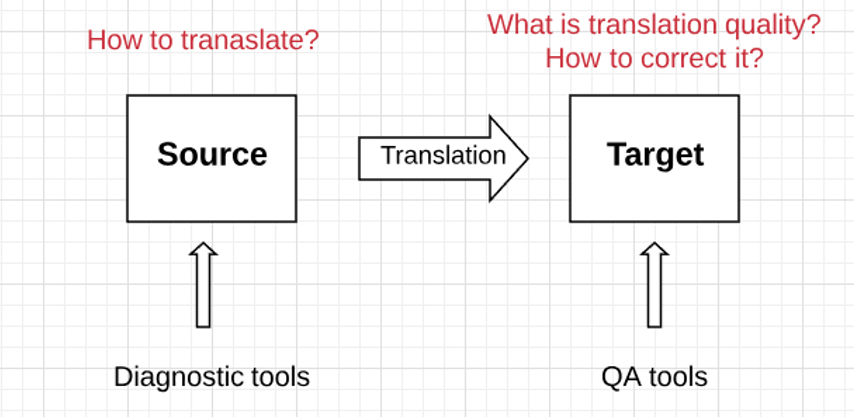 How to tranaslate?
What is translation quality?
How to correct it?
Source
Translation
Target
Diagnostic tools
QA tools